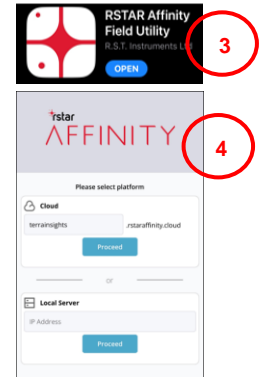 RSTAR Affinity
Field Utility
R.S.T. Instruments Ltd
OPEN
3
rstar
AFFINITY
4
Please select platform
Cloud
terrainsights .rstaraffinity.cloud
Proceed
or
Local Server
IP Address
Proceed